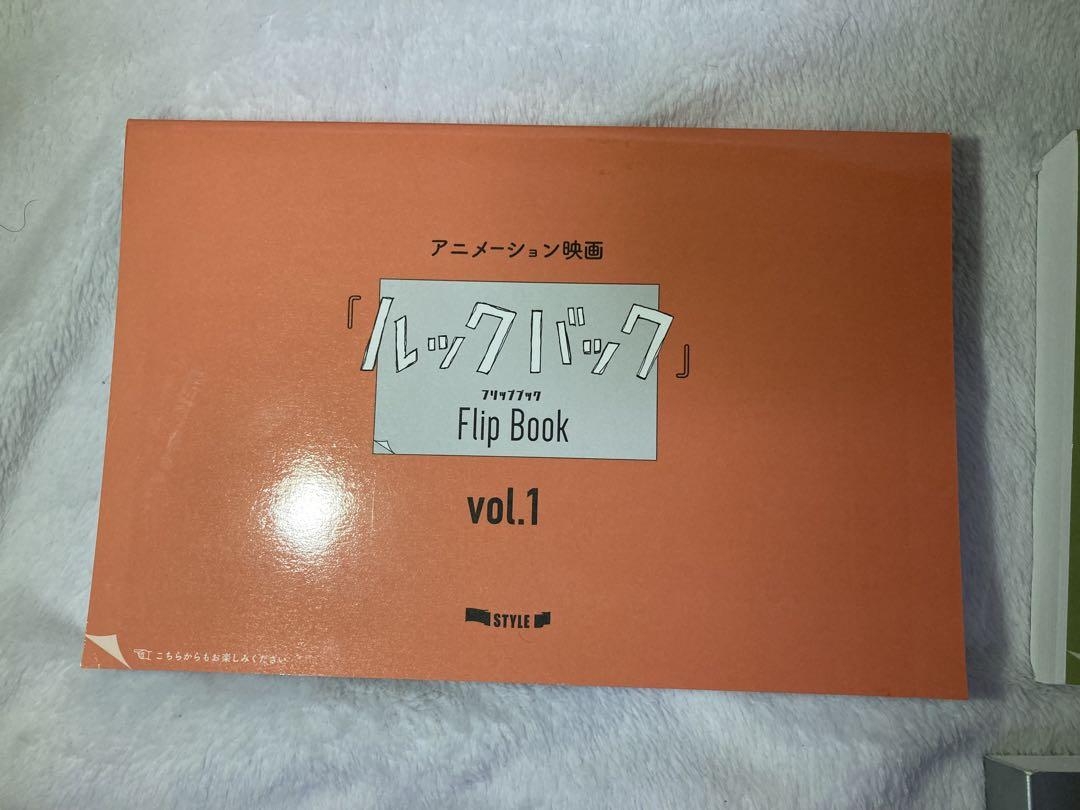 アニメーション映画
『ルックバック』
フリップブック
Flip Book
vol.1
STYLE
こちらからもお楽しみください